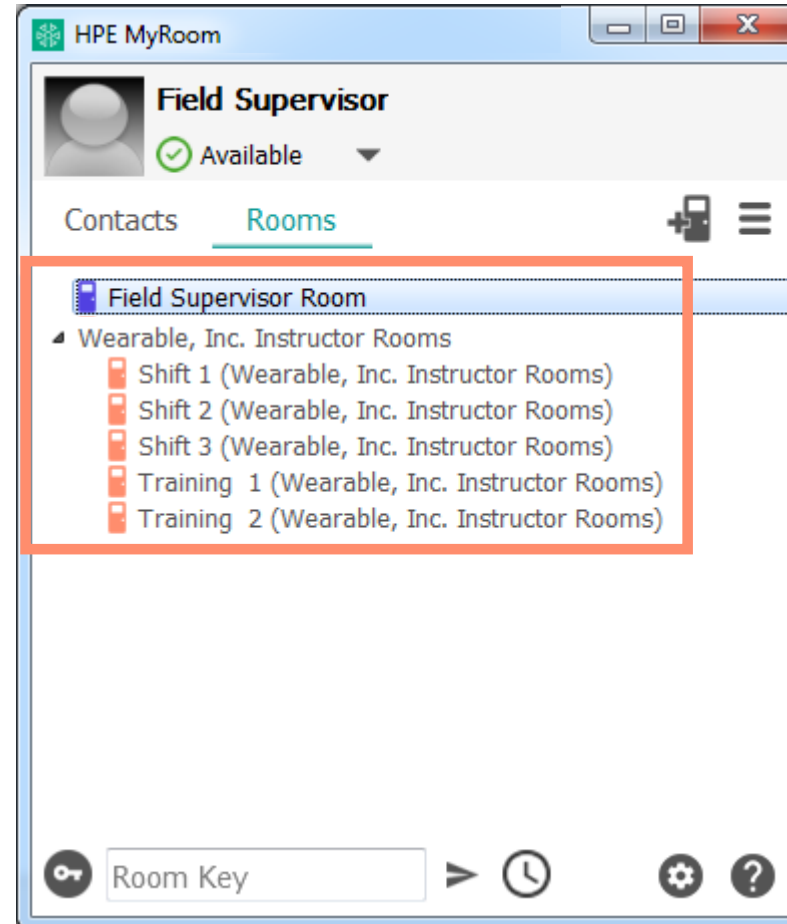 HPE MyRoom
Field Supervisor
Available
Contacts Rooms
Field Supervisor Room
Wearable, Inc. Instructor Rooms
Shift 1 (Wearable, Inc. Instructor Rooms)
Shift 2 (Wearable, Inc. Instructor Rooms)
Shift 3 (Wearable, Inc. Instructor Rooms)
Training 1 (Wearable, Inc. Instructor Rooms)
Training 2 (Wearable, Inc. Instructor Rooms)
Room Key